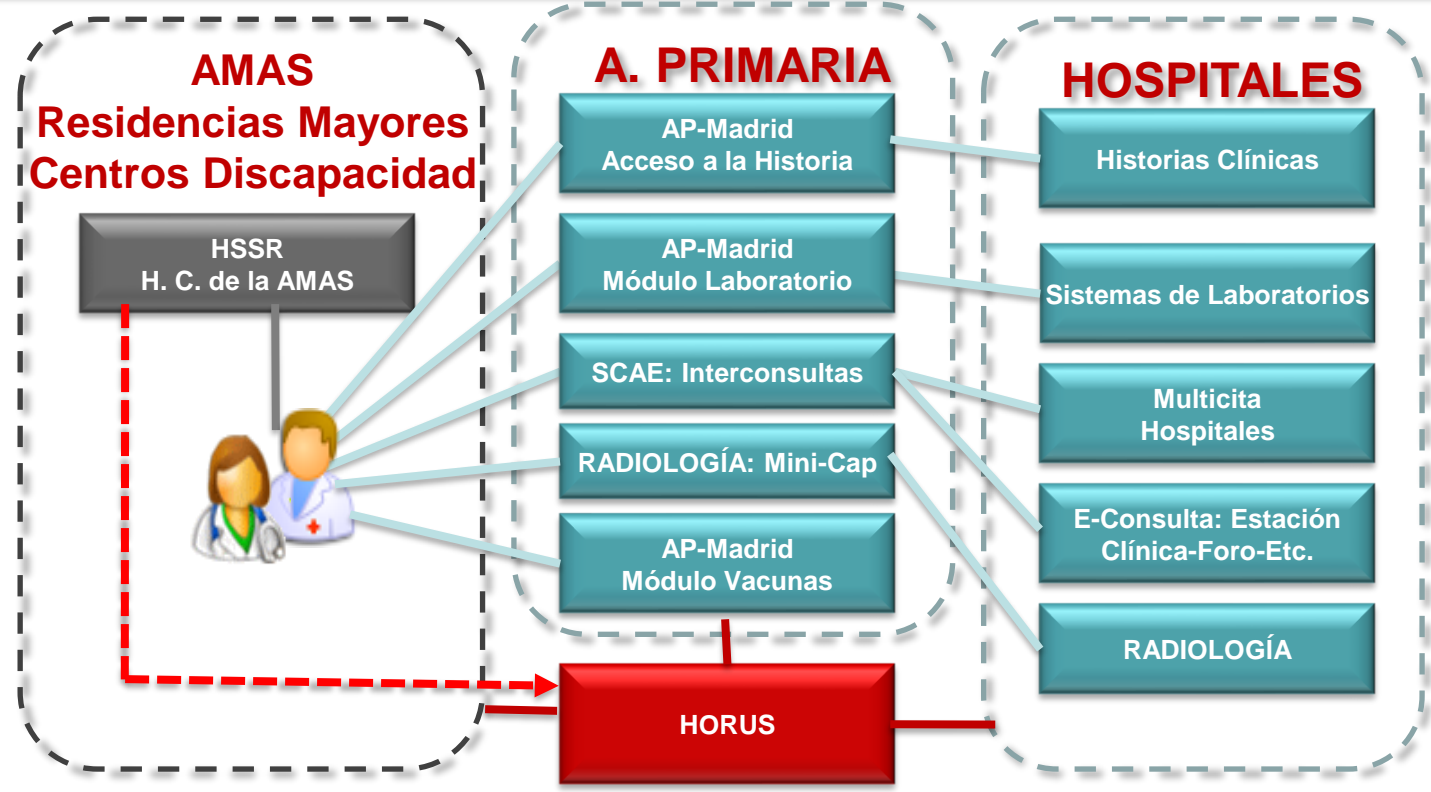 AMAS
Residencias Mayores
Centros Discapacidad
HSSR
H. C. de la AMAS
A. PRIMARIA
AP-Madrid
Acceso a la Historia
AP-Madrid
Módulo Laboratorio
SCAE: Interconsultas
RADIOLOGÍA: Mini-Cap
AP-Madrid
Módulo Vacunas
HORUS
HOSPITALES
Historias Clínicas
Sistemas de Laboratorios
Multicita
Hospitales
E-Consulta: Estación
Clínica-Foro-Etc.
RADIOLOGÍA